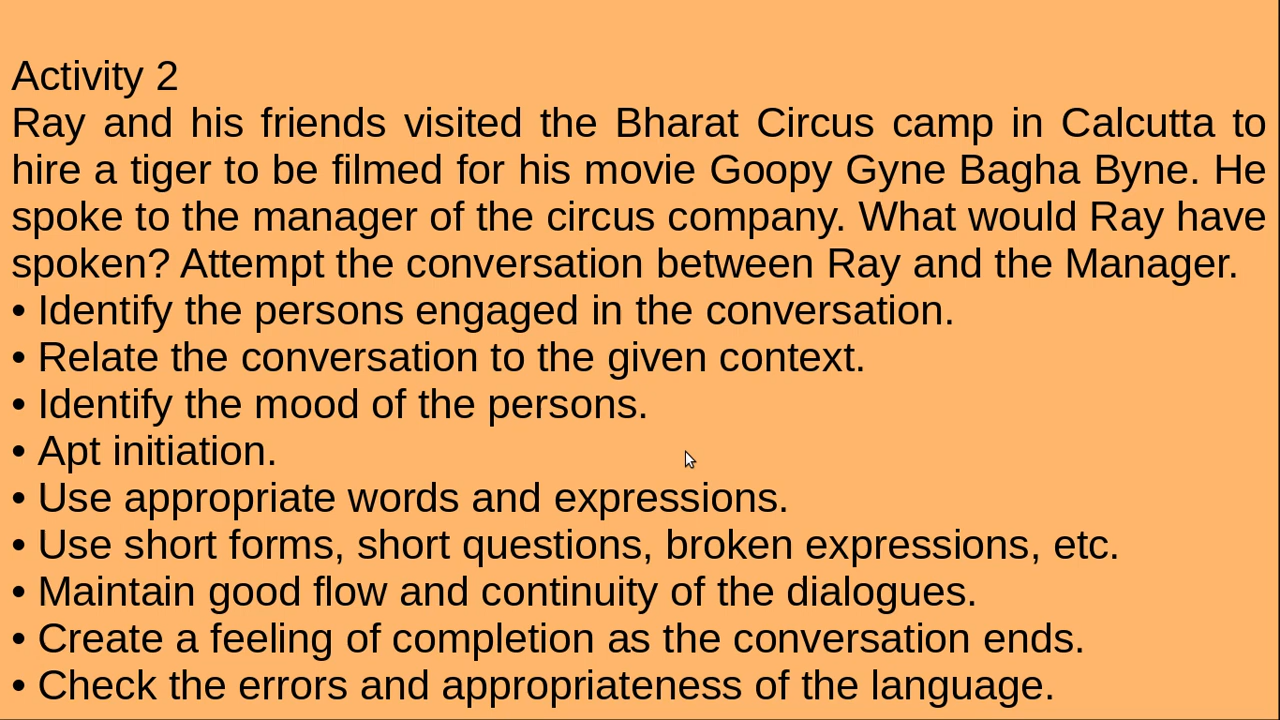 Activity 2
Ray and his friends visited the Bharat Circus camp in Calcutta to
hire a tiger to be filmed for his movie Goopy Gyne Bagha Byne. He
spoke to the manager of the circus company. What would Ray have
spoken? Attempt the conversation between Ray and the Manager.
• Identify the persons engaged in the conversation.
• Relate the conversation to the given context.
• Identify the mood of the persons.
• Apt initiation.
• Use appropriate words and expressions.
• Use short forms, short questions, broken expressions, etc.
• Maintain good flow and continuity of the dialogues.
• Create a feeling of completion as the conversation ends.
• Check the errors and appropriateness of the language.